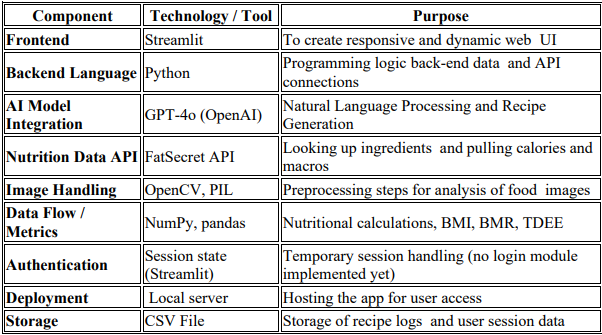 Component Technology / Tool Purpose
Frontend Streamlit To create responsive and dynamic web UI
Backend Language Python Programming logic back-end data and API
connections
AI Model
Integration GPT-4o (OpenAI) Natural Language Processing and Recipe
Generation
Nutrition Data API FatSecret API Looking up ingredients and pulling calories and
macros
Image Handling OpenCV, PIL Preprocessing steps for analysis of food images
Data Flow /
Metrics NumPy, pandas Nutritional calculations, BMI, BMR, TDEE
Authentication Session state
(Streamlit) Temporary session handling (no login module
implemented yet)
Deployment Local server Hosting the app for user access
Storage CSV File Storage of recipe logs and user session data